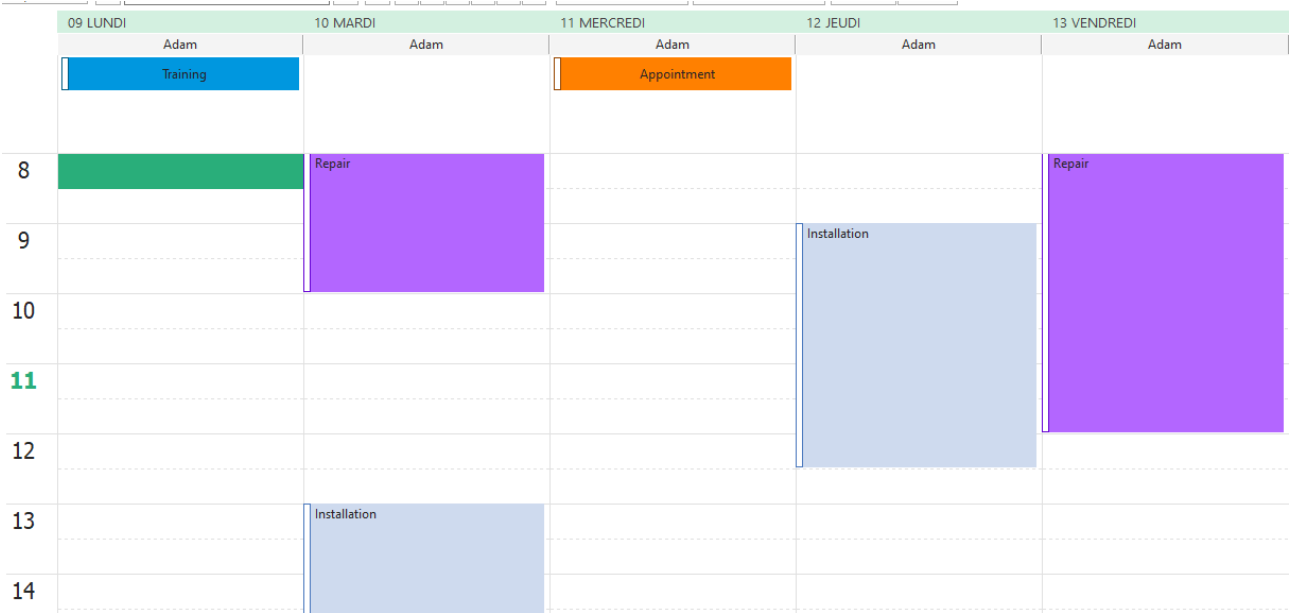 09 LUNDI 10 MARDI 11 MERCREDI 12 JEUDI 13 VENDREDI
Adam Adam Adam Adam Adam
Training Appointment
8 Repair Repair
9 Installation
10
11
12
13 Installation
14